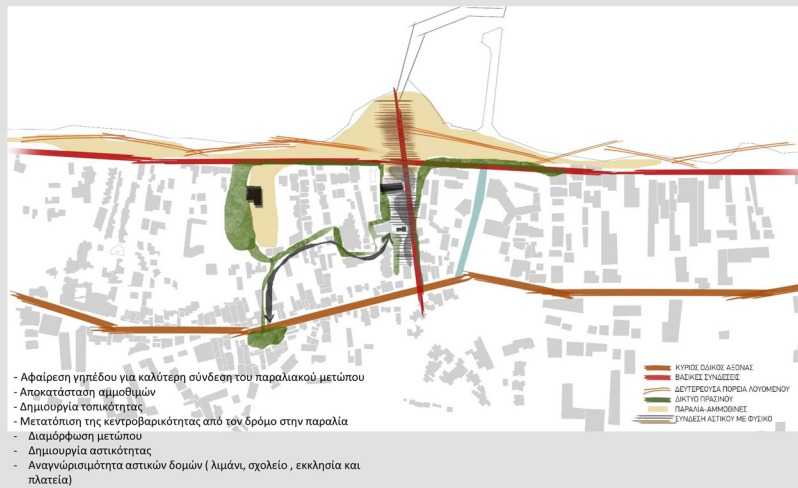 ΚΥΡΙΟΣ ΟΔΙΚΟΣ ΑΞΟΝΑΣ
ΒΑΣΙΚΕΣ ΣΥΝΔΕΣΕΙΣ
ΔΕΥΤΕΡΕΥΟΥΣΑ ΠΟΡΕΙΑ ΛΟΥΟΜΕΝΟΥ
ΔΙΚΤΥΟ ΠΡΑΣΙΝΟΥ
ΠΑΡΑΛΙΑ-ΑΜΜΟΘΙΝΕΣ
ΣΥΝΔΕΣΗ ΑΣΤΙΚΟΥ ΜΕ ΦΥΣΙΚΟ
- Αφαίρεση γηπέδου για καλύτερη σύνδεση του παραλιακού μετώπου
- Αποκατάσταση αμμοθιμών
- Δημιουργία τοπικότητας
- Μετατόπιση της κεντροβαρικότητας από τον δρόμο στην παραλία
- Διαμόρφωση μετώπου
- Δημιουργία αστικότητας
- Αναγνώρισιμότητα αστικών δομών ( λιμάνι, σχολείο , εκκλησία και
πλατεία)